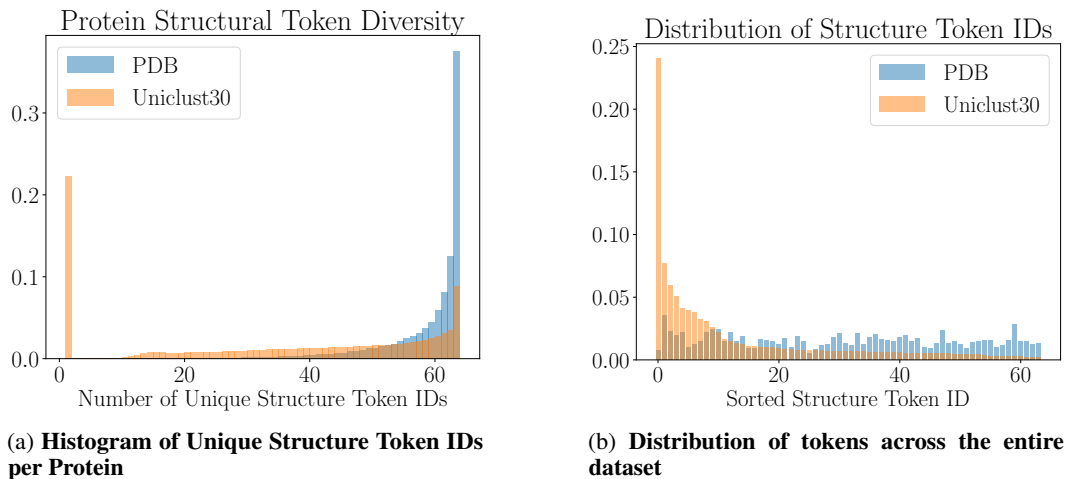 Protein Structural Token Diversity
PDB
Uniclust30
0.3
0.2
0.1
0.0
0
20
40
60
Number of Unique Structure Token IDs
(a) Histogram of Unique Structure Token IDs
per Protein
Distribution of Structure Token IDs
PDB
Uniclust30
0.25
0.20
0.15
0.10
0.05
0.00
0
20
40
60
Sorted Structure Token ID
(b) Distribution of tokens across the entire
dataset